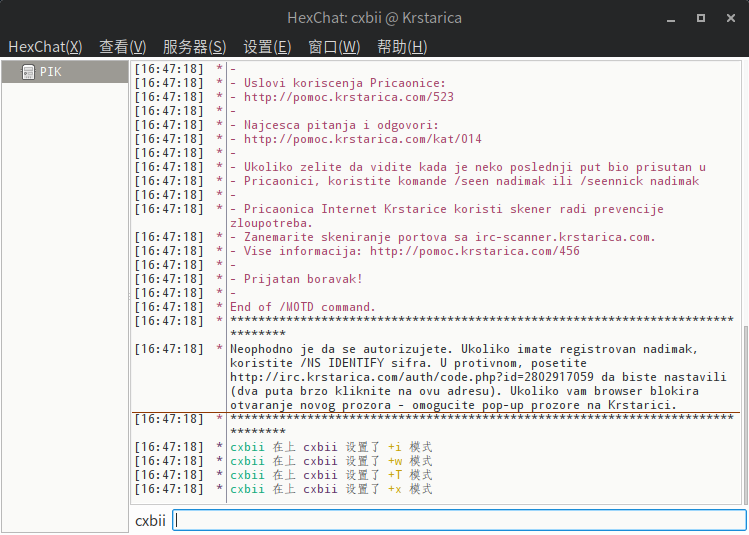 HexChat: cxbii @ Krstarica
HexChat(X) 查看(V) 服务器(S) 设置(E) 窗口(W) 帮助(H)
PIK
[16:47:18] * -
[16:47:18] * - Uslovi koriscenja Pricaonice:
[16:47:18] * - http://pomoc.krstarica.com/523
[16:47:18] * -
[16:47:18] * - Najcesca pitanja i odgovori:
[16:47:18] * - http://pomoc.krstarica.com/kat/014
[16:47:18] * -
[16:47:18] * - Ukoliko zelite da vidite kada je neko poslednji put bio prisutan u
[16:47:18] * - Pricaonici, koristite komande /seen nadimak ili /seennick nadimak
[16:47:18] * -
[16:47:18] * - Pricaonica Internet Krstarice koristi skener radi prevencije
zloupotreba.
[16:47:18] * - Zanemarite skeniranje portova sa irc-scanner.krstarica.com.
[16:47:18] * - Vise informacija: http://pomoc.krstarica.com/456
[16:47:18] * -
[16:47:18] * - Prijatan boravak!
[16:47:18] * -
[16:47:18] * End of /MOTD command.
[16:47:18] * ************************************************************************
********
[16:47:18] * Neophodno je da se autorizujete. Ukoliko imate registrovan nadimak,
koristite /NS IDENTIFY sifra. U protivnom, posetite
http://irc.krstarica.com/auth/code.php?id=2802917059 da biste nastavili
(dva puta brzo kliknite na ovu adresu). Ukoliko vam browser blokira
otvaranje novog prozora - omogucite pop-up prozore na Krstarici.
[16:47:18] * ************************************************************************
********
[16:47:18] * cxbii 在上 cxbii 设置了 +i 模式
[16:47:18] * cxbii 在上 cxbii 设置了 +w 模式
[16:47:18] * cxbii 在上 cxbii 设置了 +T 模式
[16:47:18] * cxbii 在上 cxbii 设置了 +x 模式
cxbii